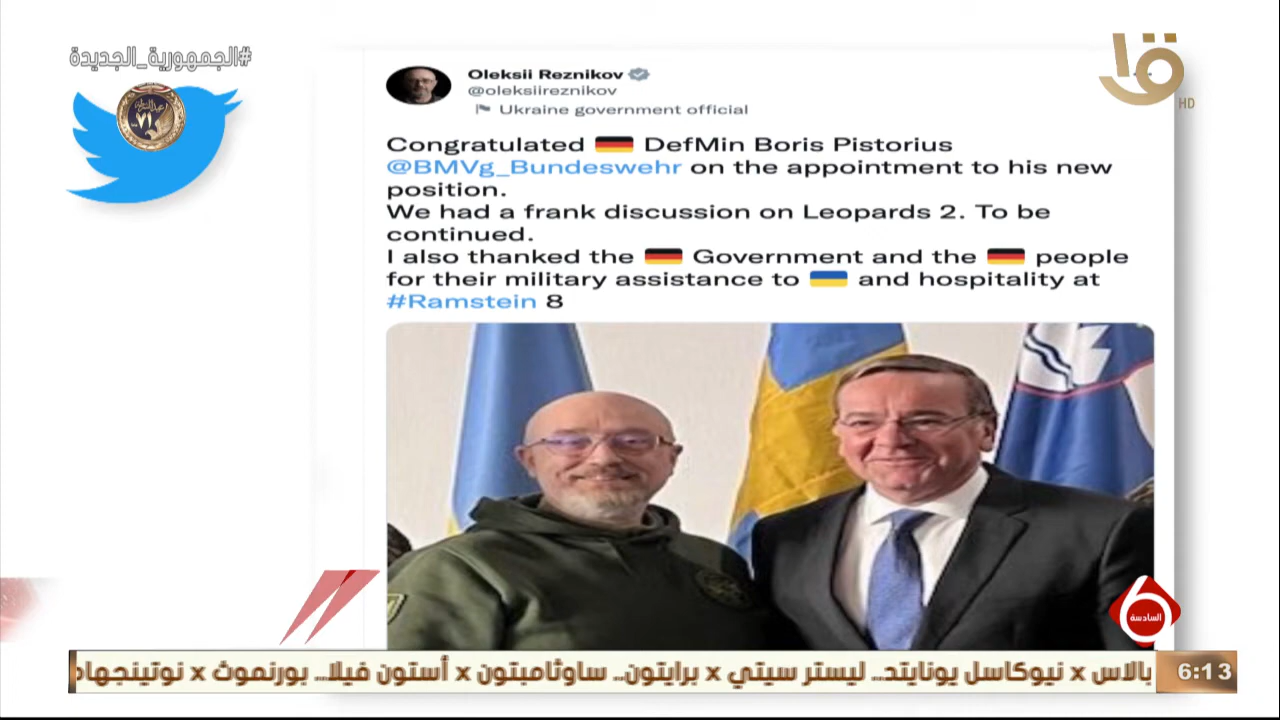 #الجمهورية_الجديدة
HD
Oleksii Reznikov
@oleksiireznikov
Ukraine government official
Congratulated 🇩🇪 DefMin Boris Pistorius
@BMVg_Bundeswehr on the appointment to his new
position.
We had a frank discussion on Leopards 2. To be
continued.
I also thanked the 🇩🇪 Government and the 🇩🇪 people
for their military assistance to 🇺🇦 and hospitality at
#Ramstein 8
السادسة
بالاس x نيوكاسل يونايتد.. ليستر سيتي x برايتون.. ساوثامبتون x أستون فيلا.. بورنموث x نوتينجهام
6:13